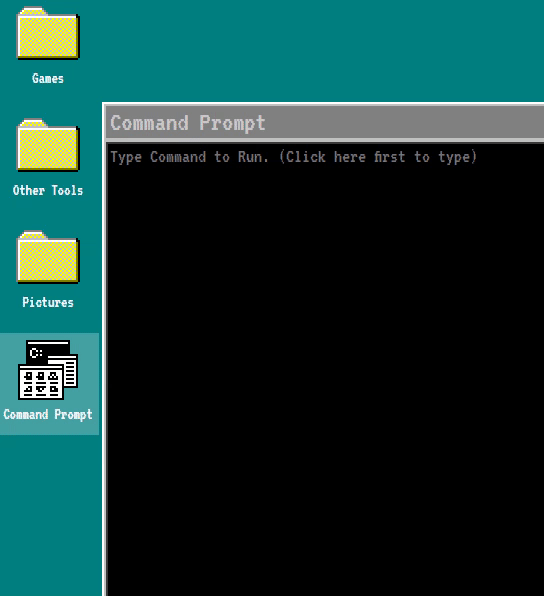 Games
Other Tools
Pictures
C:
Command Prompt
Command Prompt
Type Command to Run. (Click here first to type)